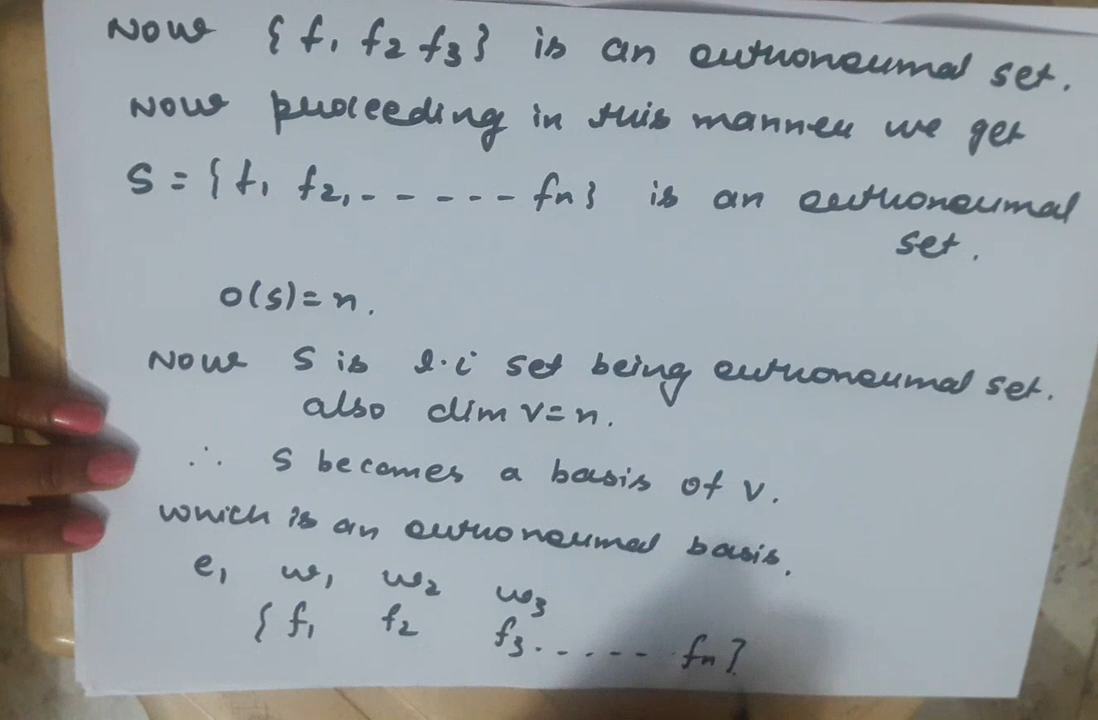 Now {f1 f2 f3} is an orthonormal set.
Now proceeding in this manner we get
S = {f1 f2, - - - - - - fn} is an orthonormal
set.
o(s) = n.
Now S is l.i set being orthonormal set.
also dim V = n.
∴ S becomes a basis of V.
which is an orthonormal basis.
e1 w1 w2 w3
{f1 f2 f3. - - - - - fn}